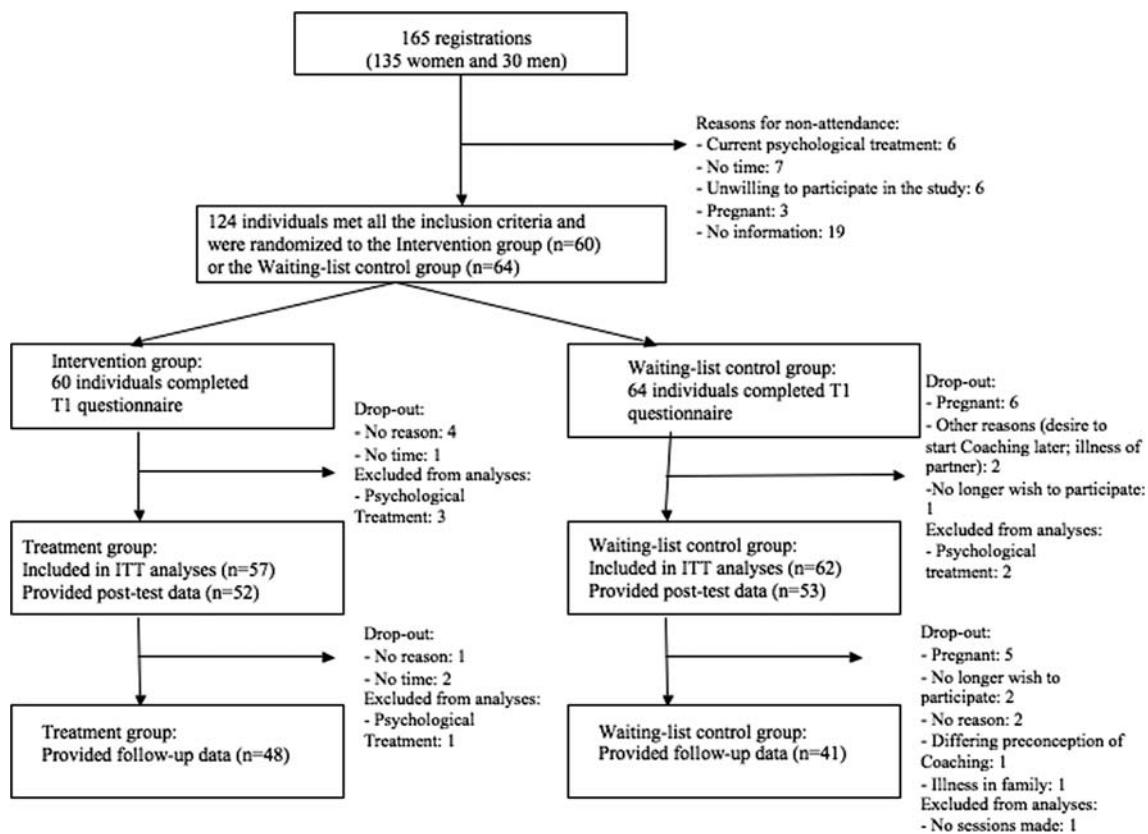 165 registrations
(135 women and 30 men)
Reasons for non-attendance:
- Current psychological treatment: 6
- No time: 7
- Unwilling to participate in the study: 6
- Pregnant: 3
- No information: 19
124 individuals met all the inclusion criteria and
were randomized to the Intervention group (n=60)
or the Waiting-list control group (n=64)
Intervention group:
60 individuals completed
T1 questionnaire
Waiting-list control group:
64 individuals completed T1
questionnaire
Drop-out:
- No reason: 4
- No time: 1
Excluded from analyses:
- Psychological
Treatment: 3
Drop-out:
- Pregnant: 6
- Other reasons (desire to
start Coaching later; illness of
partner): 2
-No longer wish to participate:
1
Excluded from analyses:
- Psychological
treatment: 2
Treatment group:
Included in ITT analyses (n=57)
Provided post-test data (n=52)
Waiting-list control group:
Included in ITT analyses (n=62)
Provided post-test data (n=53)
Drop-out:
- No reason: 1
- No time: 2
Excluded from analyses:
- Psychological
Treatment: 1
Drop-out:
- Pregnant: 5
- No longer wish to
participate: 2
- No reason: 2
- Differing preconception of
Coaching: 1
- Illness in family: 1
Excluded from analyses:
- No sessions made: 1
Treatment group:
Provided follow-up data (n=48)
Waiting-list control group:
Provided follow-up data (n=41)